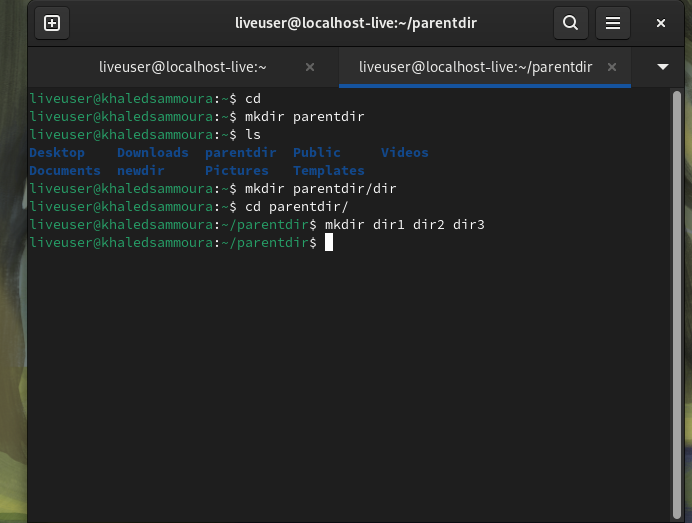 liveuser@localhost-live:~/parentdir
liveuser@localhost-live:~
liveuser@localhost-live:~/parentdir
liveuser@khaledsammoura:~$ cd
liveuser@khaledsammoura:~$ mkdir parentdir
liveuser@khaledsammoura:~$ ls
Desktop    Downloads  parentdir  Public     Videos
Documents  newdir     Pictures   Templates
liveuser@khaledsammoura:~$ mkdir parentdir/dir
liveuser@khaledsammoura:~$ cd parentdir/
liveuser@khaledsammoura:~/parentdir$ mkdir dir1 dir2 dir3
liveuser@khaledsammoura:~/parentdir$